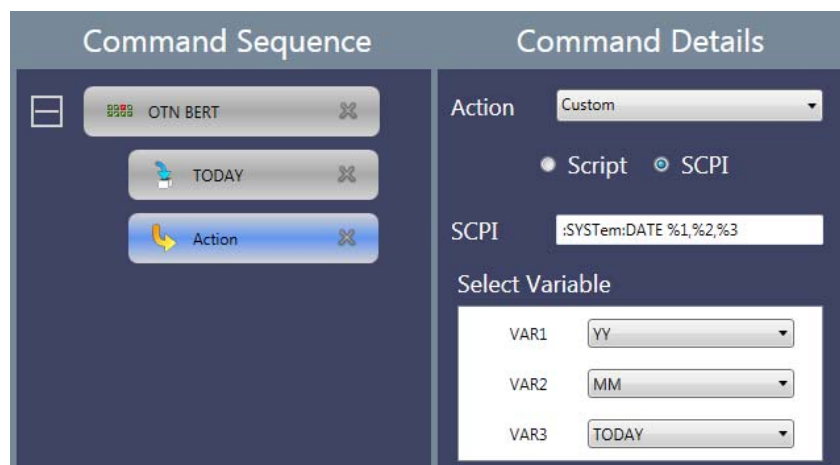 Command Sequence
OTN BERT
TODAY
Action
Command Details
Action Custom
Script SCPI
SCPI :SYSTem:DATE %1,%2,%3
Select Variable
VAR1 YY
VAR2 MM
VAR3 TODAY